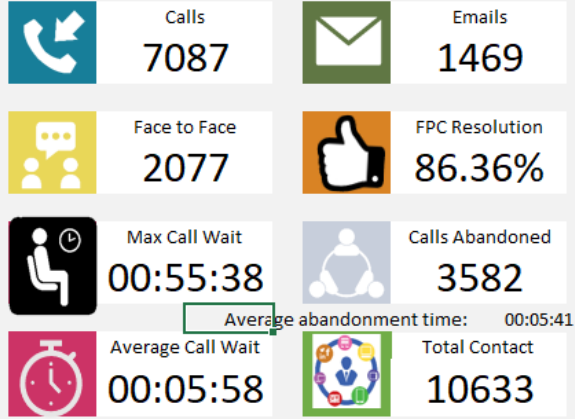 Calls
7087
Emails
1469
Face to Face
2077
FPC Resolution
86.36%
Max Call Wait
00:55:38
Calls Abandoned
3582
Average abandonment time: 00:05:41
Average Call Wait
00:05:58
Total Contact
10633